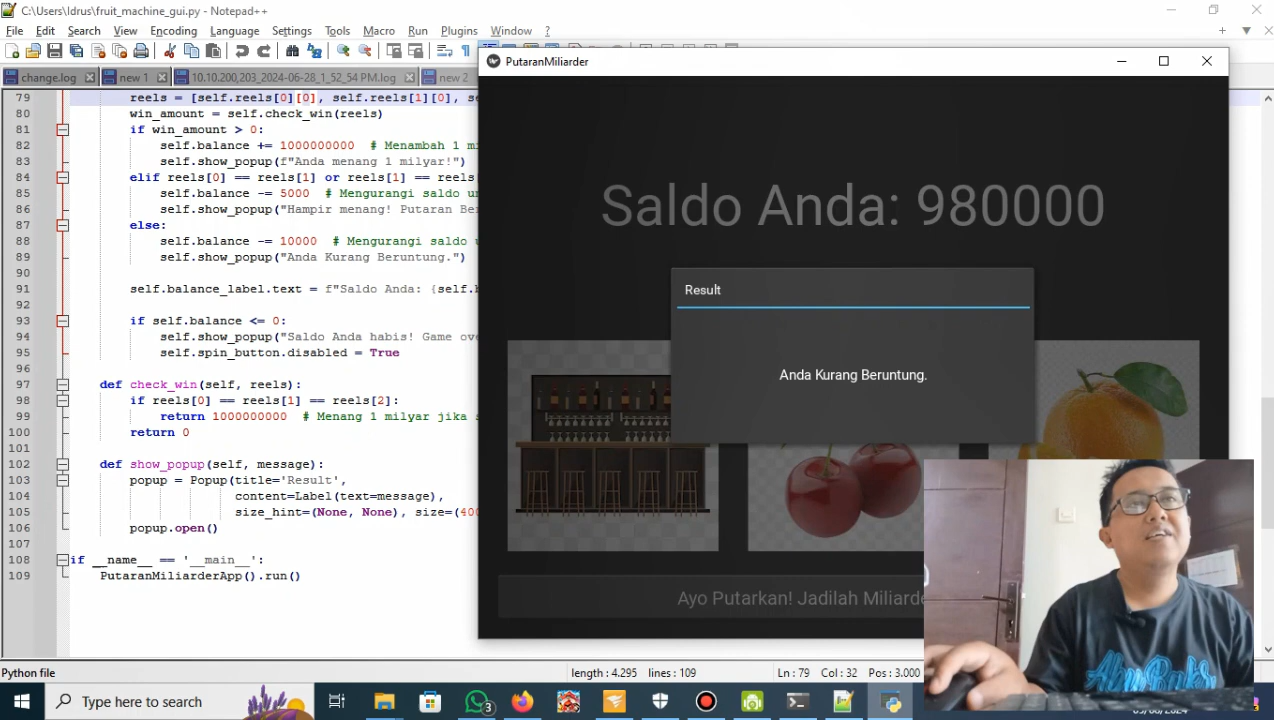 C:\Users\Idrus\fruit_machine_gui.py - Notepad++
File Edit Search View Encoding Language Settings Tools Macro Run Plugins Window ?
change.log new 1 10.10.200,203_2024-06-28_1_52_54 PM.log new 2
79 reels = [self.reels[0][0], self.reels[1][0],
80 win_amount = self.check_win(reels)
81 if win_amount > 0:
82 self.balance += 1000000000 # Menambah 1
83 self.show_popup(f"Anda menang 1 milyar!")
84 elif reels[0] == reels[1] or reels[1] ==
85 self.balance -= 5000 # Mengurangi saldo
86 self.show_popup("Hampir menang! Putaran
87 else:
88 self.balance -= 10000 # Mengurangi saldo
89 self.show_popup("Anda Kurang Beruntung.")
90
91 self.balance_label.text = f"Saldo Anda:
92
93 if self.balance <= 0:
94 self.show_popup("Saldo Anda habis! Game
95 self.spin_button.disabled = True
96
97 def check_win(self, reels):
98 if reels[0] == reels[1] == reels[2]:
99 return 1000000000 # Menang 1 milyar jika
100 return 0
101
102 def show_popup(self, message):
103 popup = Popup(title='Result',
104 content=Label(text=message),
105 size_hint=(None, None), size=
106 popup.open()
107
108 if __name__ == '__main__':
109 PutaranMiliarderApp().run()
PutaranMiliarder
Saldo Anda: 980000
Result
Anda Kurang Beruntung.
Ayo Putarkan! Jadilah
Python file length : 4.295 lines : 109 Ln : 79 Col : 32 Pos : 3.000
Type here to search
3